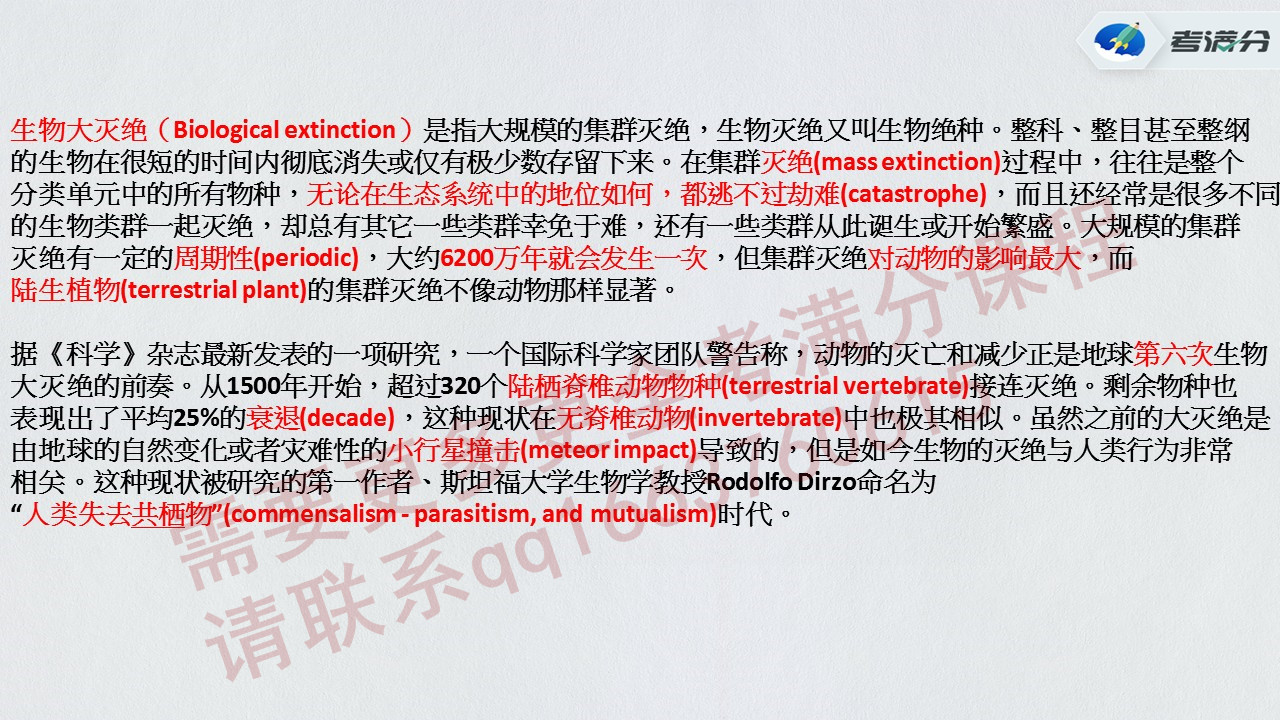 考满分
生物大灭绝（Biological extinction）是指大规模的集群灭绝，生物灭绝又叫生物绝种。整科、整目甚至整纲
的生物在很短的时间内彻底消失或仅有极少数存留下来。在集群灭绝(mass extinction)过程中，往往是整个
分类单元中的所有物种，无论在生态系统中的地位如何，都逃不过劫难(catastrophe)，而且还经常是很多不同
的生物类群一起灭绝，却总有其它一些类群幸免于难，还有一些类群从此诞生或开始繁盛。大规模的集群
灭绝有一定的周期性(periodic)，大约6200万年就会发生一次，但集群灭绝对动物的影响最大，而
陆生植物(terrestrial plant)的集群灭绝不像动物那样显著。
据《科学》杂志最新发表的一项研究，一个国际科学家团队警告称，动物的灭亡和减少正是地球第六次生物
大灭绝的前奏。从1500年开始，超过320个陆栖脊椎动物物种(terrestrial vertebrate)接连灭绝。剩余物种也
表现出了平均25%的衰退(decade)，这种现状在无脊椎动物(invertebrate)中也极其相似。虽然之前的大灭绝是
由地球的自然变化或者灾难性的小行星撞击(meteor impact)导致的，但是如今生物的灭绝与人类行为非常
相关。这种现状被研究的第一作者、斯坦福大学生物学教授Rodolfo Dirzo命名为
“人类失去共栖物”(commensalism - parasitism, and mutualism)时代。
需要更多更全考满分课程
请联系qq1663760615